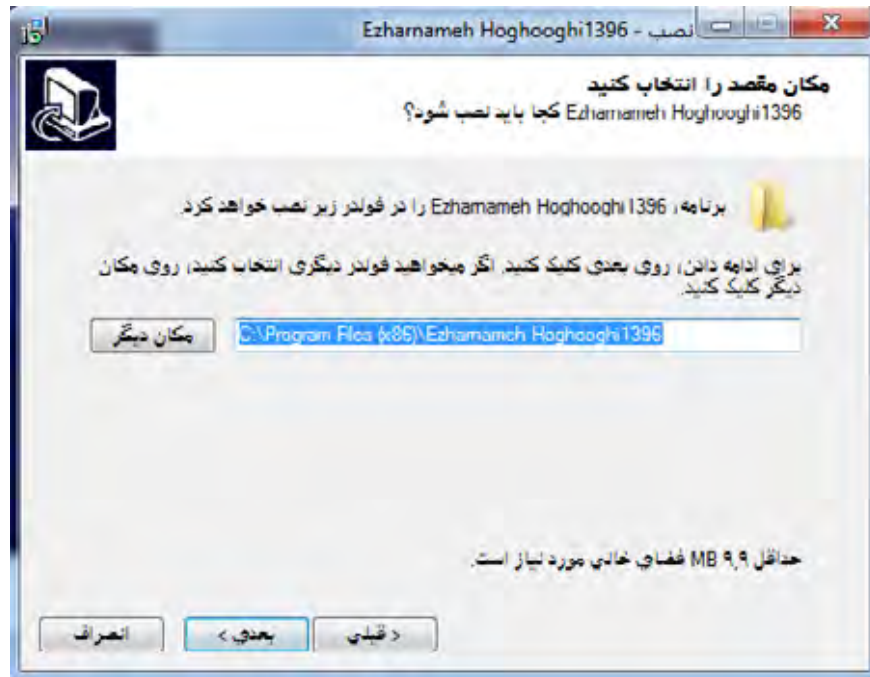 نصب - Ezharnameh Hoghooghi1396
مکان مقصد را انتخاب کنید
Ezharnameh Hoghooghi1396 کجا باید نصب شود؟
برنامه، Ezharnameh Hoghooghi1396 را در فولدر زیر نصب خواهد کرد.
برای ادامه دادن، روی بعدی کلیک کنید. اگر میخواهید فولدر دیگری انتخاب کنید، روی مکان
دیگر کلیک کنید.
C:\Program Files (x86)\Ezharnameh Hoghooghi1396
مکان دیگر
حداقل ۹,۹ MB فضای خالی مورد نیاز است.
< قبلی
بعدی >
انصراف